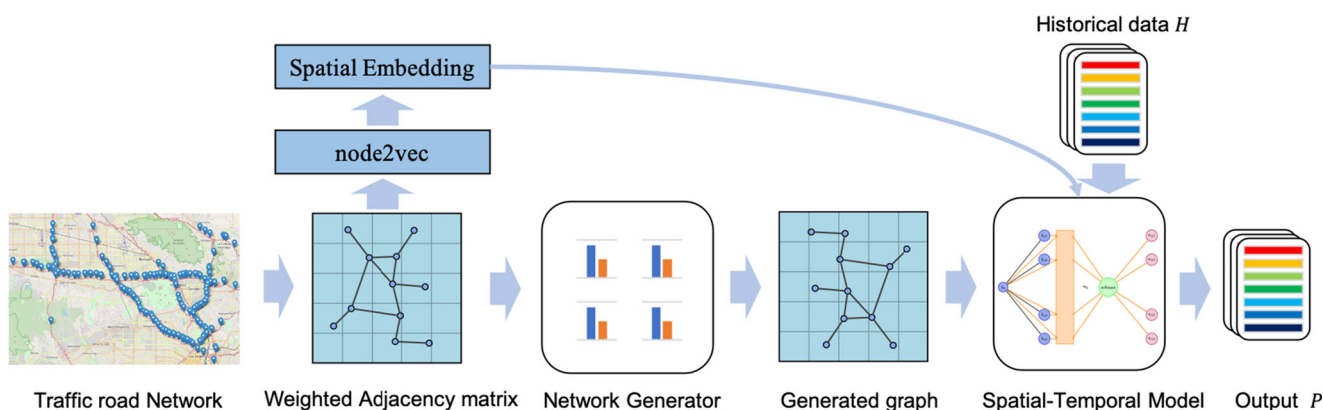 Historical data H
Spatial Embedding
node2vec
softmax
Traffic road Network
Weighted Adjacency matrix
Network Generator
Generated graph
Spatial-Temporal Model
Output P